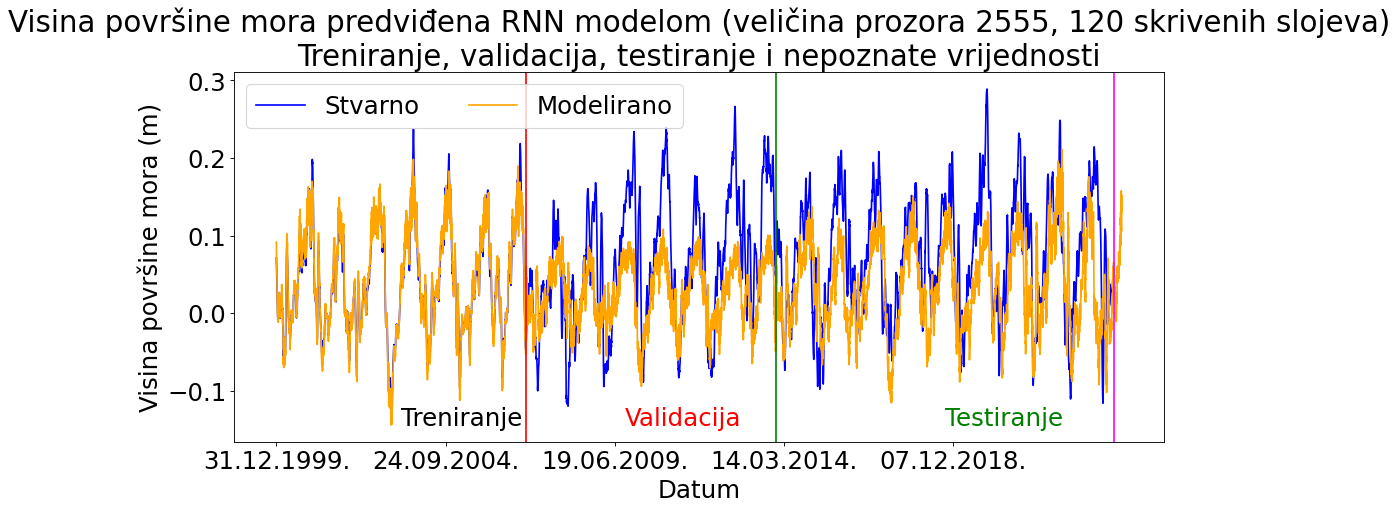 Visina površine mora predviđena RNN modelom (veličina prozora 2555, 120 skrivenih slojeva)
Treniranje, validacija, testiranje i nepoznate vrijednosti
Stvarno
Modelirano
Visina površine mora (m)
0.3
0.2
0.1
0.0
−0.1
Treniranje
Validacija
Testiranje
31.12.1999.
24.09.2004.
19.06.2009.
14.03.2014.
07.12.2018.
Datum